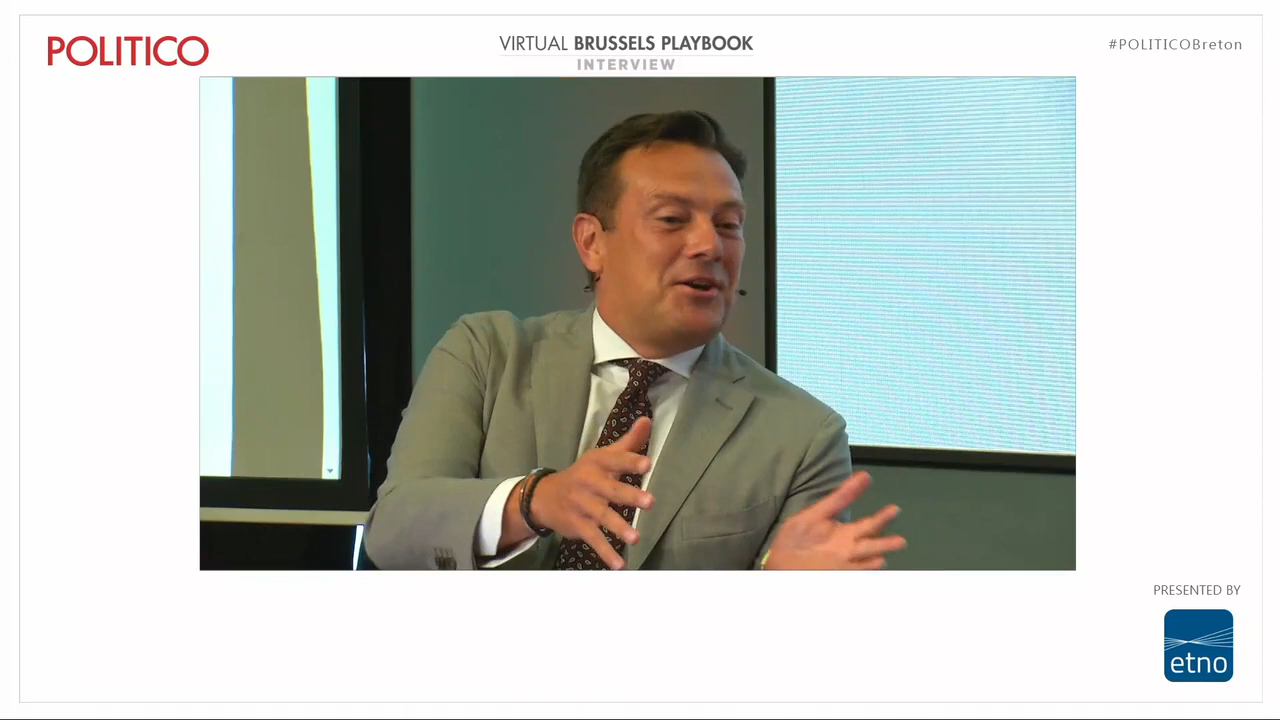 POLITICO
VIRTUAL BRUSSELS PLAYBOOK
INTERVIEW
#POLITICOBreton
PRESENTED BY
etno